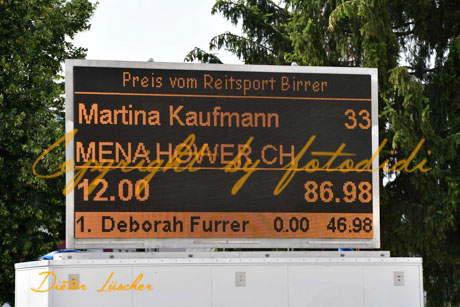 Preis vom Reitsport Birrer
Martina Kaufmann 33
MENA HOWER CH
Copyright by fotodidi
12.00 86.98
1. Deborah Furrer 0.00 46.98
Dieter Lüscher